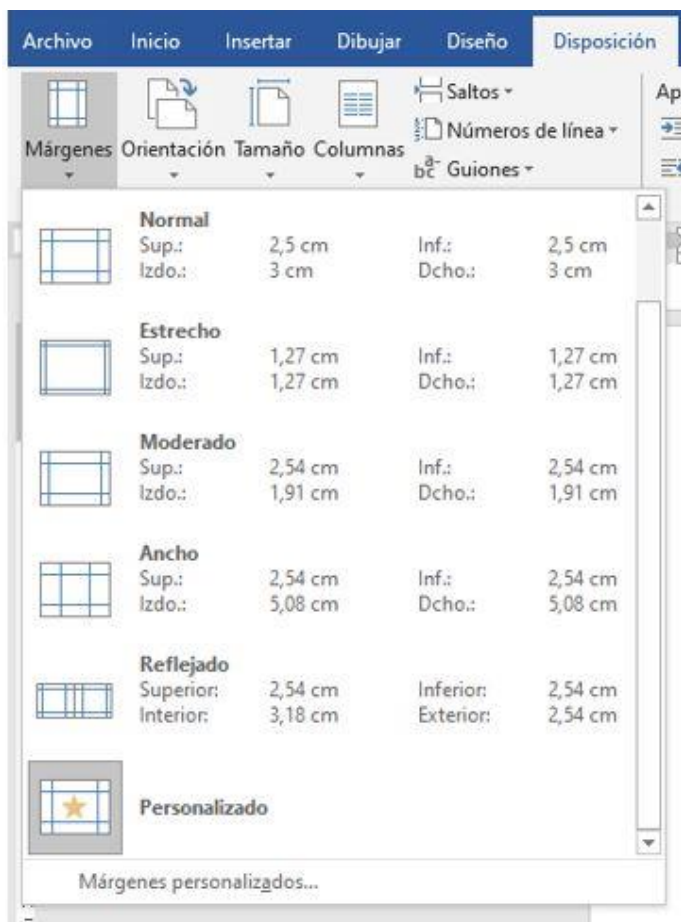 Archivo Inicio Insertar Dibujar Diseño Disposición
Saltos
Ap
Números de línea
Márgenes Orientación Tamaño Columnas
Guiones
Normal
Sup.: 2,5 cm Inf.: 2,5 cm
Izdo.: 3 cm Dcho.: 3 cm
Estrecho
Sup.: 1,27 cm Inf.: 1,27 cm
Izdo.: 1,27 cm Dcho.: 1,27 cm
Moderado
Sup.: 2,54 cm Inf.: 2,54 cm
Izdo.: 1,91 cm Dcho.: 1,91 cm
Ancho
Sup.: 2,54 cm Inf.: 2,54 cm
Izdo.: 5,08 cm Dcho.: 5,08 cm
Reflejado
Superior: 2,54 cm Inferior: 2,54 cm
Interior: 3,18 cm Exterior: 2,54 cm
Personalizado
Márgenes personalizados...